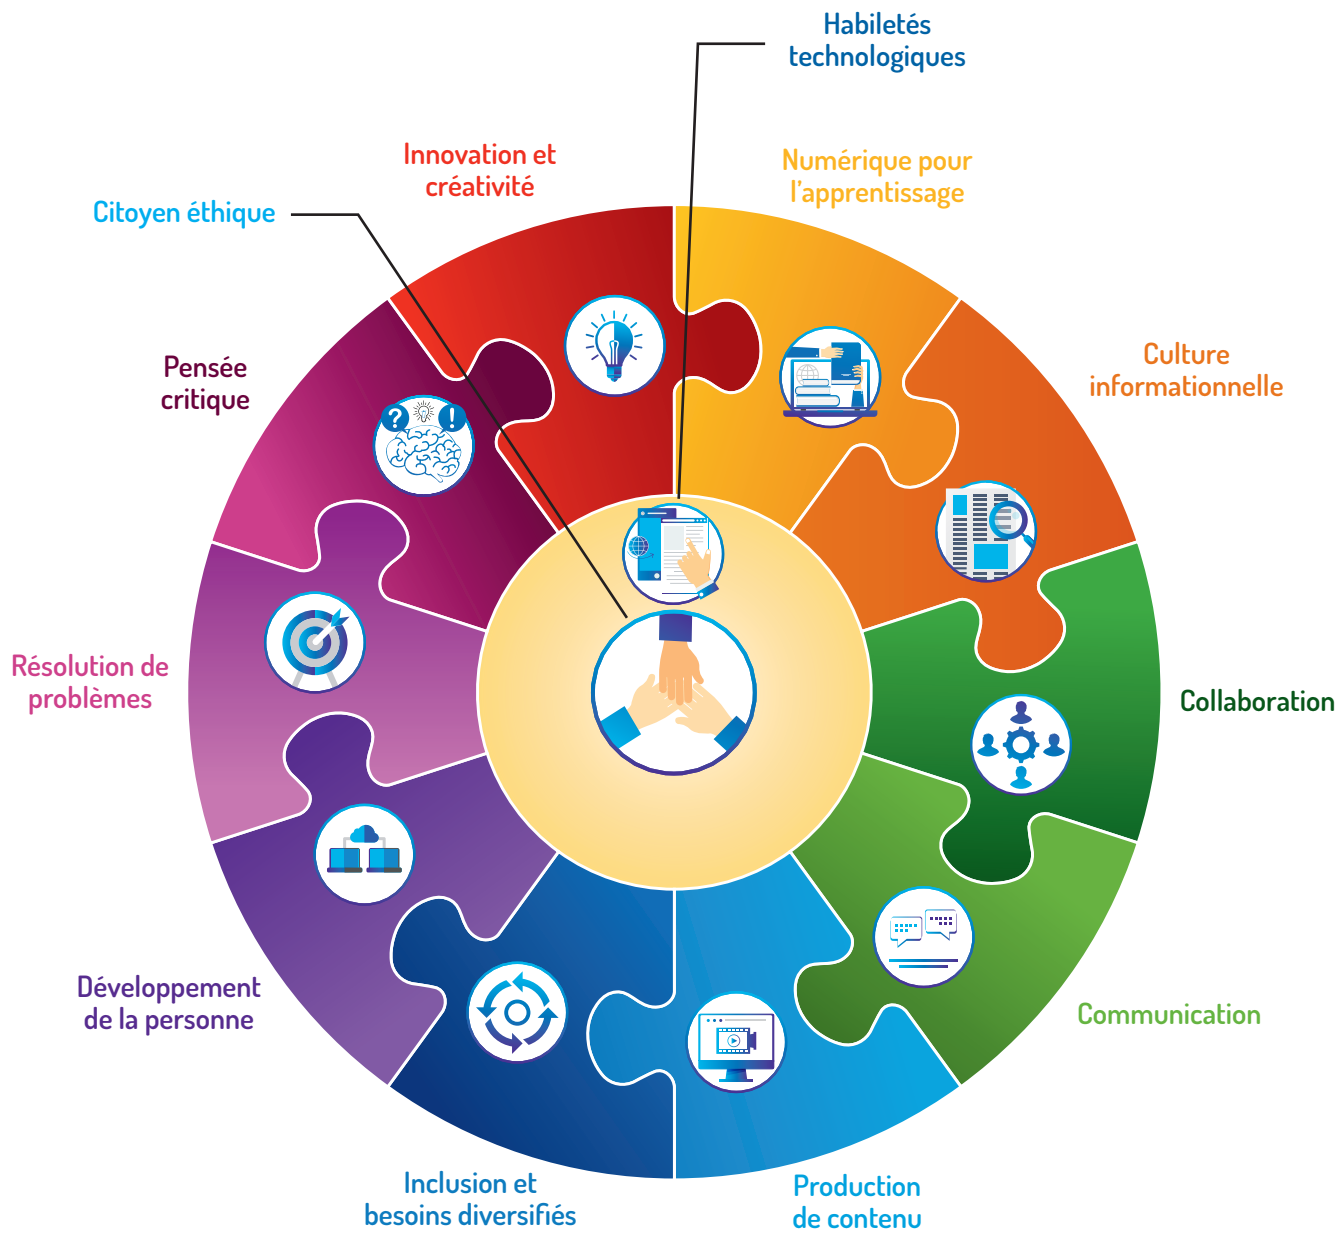 Habiletés
technologiques
Innovation et
créativité
Numérique pour
l'apprentissage
Citoyen éthique
Pensée
critique
Culture
informationnelle
? !
Résolution de
problèmes
Collaboration
Développement
de la personne
Communication
Inclusion et
besoins diversifiés
Production
de contenu